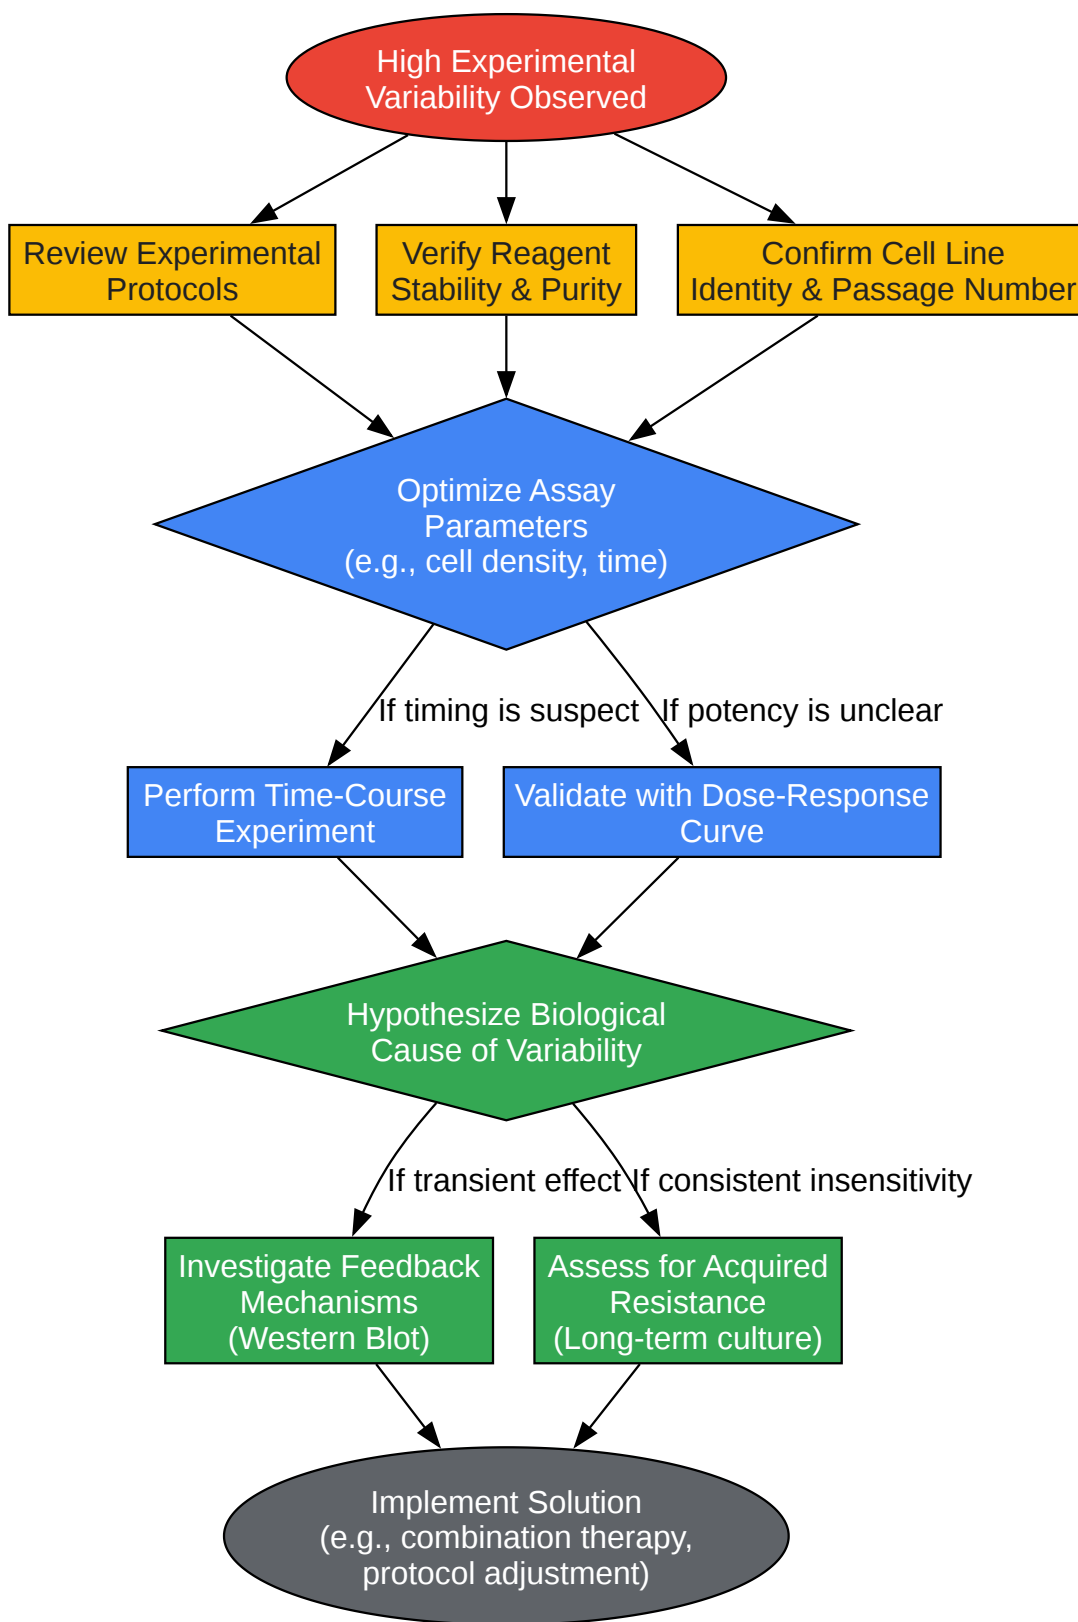 High Experimental
Variability Observed
Review Experimental
Protocols
Verify Reagent
Stability & Purity
Confirm Cell Line
Identity & Passage Number
Optimize Assay
Parameters
(e.g., cell density, time)
If timing is suspect
If potency is unclear
Perform Time-Course
Experiment
Validate with Dose-Response
Curve
Hypothesize Biological
Cause of Variability
If transient effect
If consistent insensitivity
Investigate Feedback
Mechanisms
(Western Blot)
Assess for Acquired
Resistance
(Long-term culture)
Implement Solution
(e.g., combination therapy,
protocol adjustment)